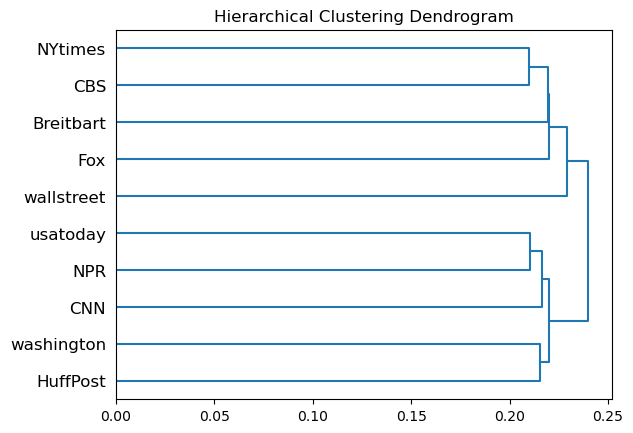 Hierarchical Clustering Dendrogram
NYtimes
CBS
Breitbart
Fox
wallstreet
usatoday
NPR
CNN
washington
HuffPost
0.00 0.05 0.10 0.15 0.20 0.25